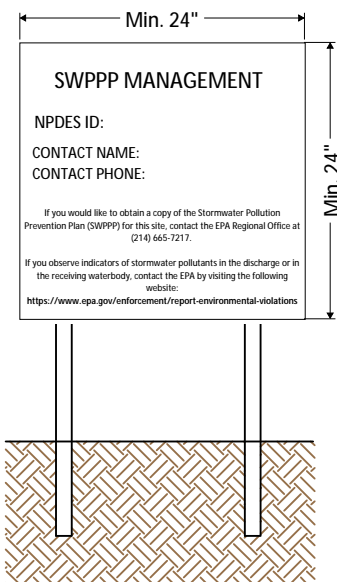 Min. 24"
SWPPP MANAGEMENT
NPDES ID:
CONTACT NAME:
CONTACT PHONE:
If you would like to obtain a copy of the Stormwater Pollution
Prevention Plan (SWPPP) for this site, contact the EPA Regional Office at
(214) 665-7217.
If you observe indicators of stormwater pollutants in the discharge or in
the receiving waterbody, contact the EPA by visiting the following
website:
https://www.epa.gov/enforcement/report-environmental-violations
Min. 24"